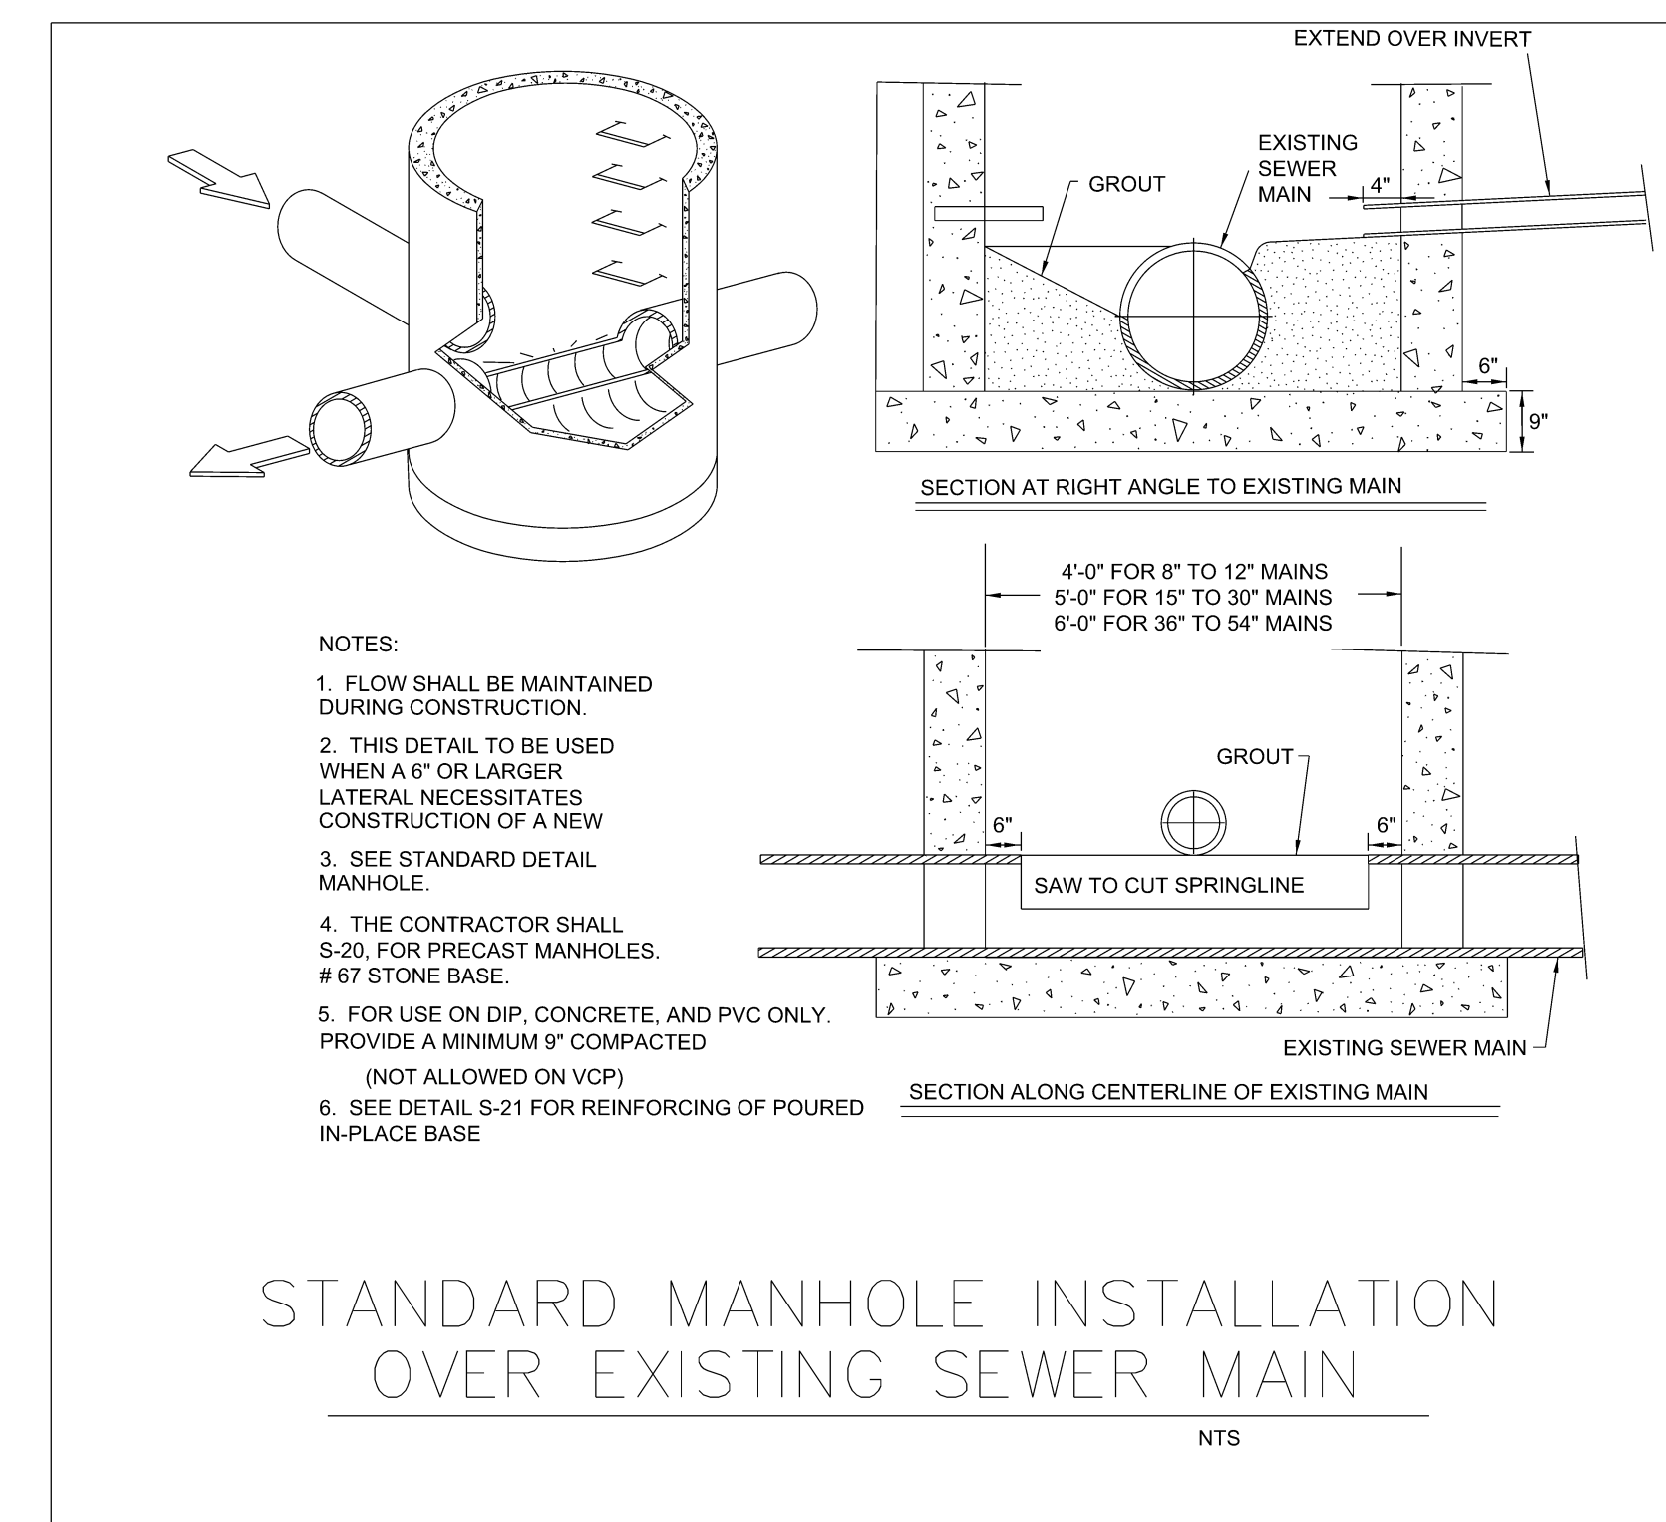 EXTEND OVER INVERT
EXISTING
SEWER
MAIN
GROUT
4"
6"
9"
SECTION AT RIGHT ANGLE TO EXISTING MAIN
4'-0" FOR 8" TO 12" MAINS
5'-0" FOR 15" TO 30" MAINS
6'-0" FOR 36" TO 54" MAINS
GROUT
6"
6"
SAW TO CUT SPRINGLINE
EXISTING SEWER MAIN
SECTION ALONG CENTERLINE OF EXISTING MAIN
NOTES:
1. FLOW SHALL BE MAINTAINED
DURING CONSTRUCTION.
2. THIS DETAIL TO BE USED
WHEN A 6" OR LARGER
LATERAL NECESSITATES
CONSTRUCTION OF A NEW
3. SEE STANDARD DETAIL
MANHOLE.
4. THE CONTRACTOR SHALL
S-20, FOR PRECAST MANHOLES.
# 67 STONE BASE.
5. FOR USE ON DIP, CONCRETE, AND PVC ONLY.
PROVIDE A MINIMUM 9" COMPACTED
(NOT ALLOWED ON VCP)
6. SEE DETAIL S-21 FOR REINFORCING OF POURED
IN-PLACE BASE
STANDARD MANHOLE INSTALLATION
OVER EXISTING SEWER MAIN
NTS